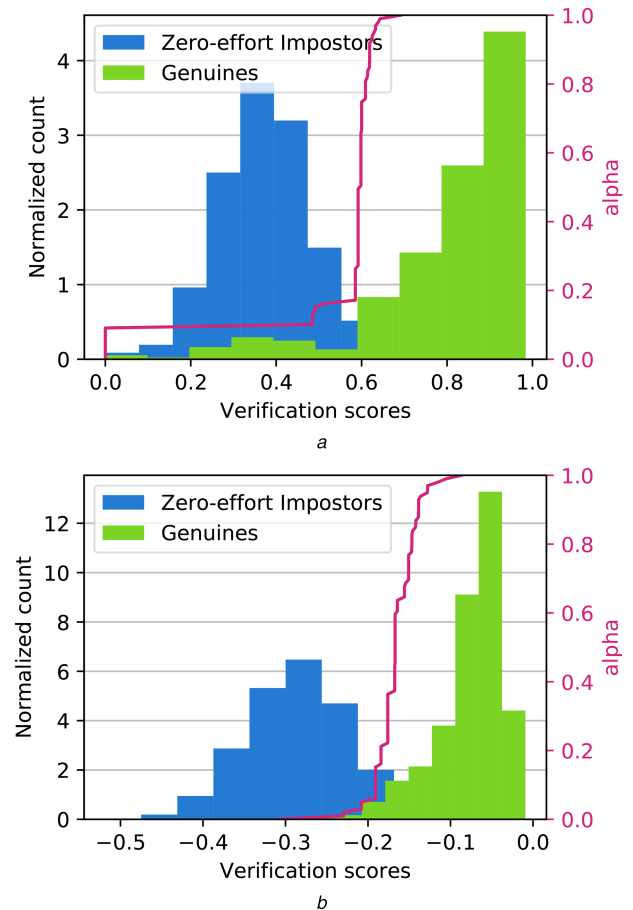 Zero-effort Impostors
Genuines
4
3
2
1
0
Normalized count
1.0
0.8
0.6
0.4
0.2
0.0
alpha
0.0 0.2 0.4 0.6 0.8 1.0
Verification scores
a
Zero-effort Impostors
Genuines
12
10
8
6
4
2
0
Normalized count
1.0
0.8
0.6
0.4
0.2
0.0
alpha
−0.5 −0.4 −0.3 −0.2 −0.1 0.0
Verification scores
b